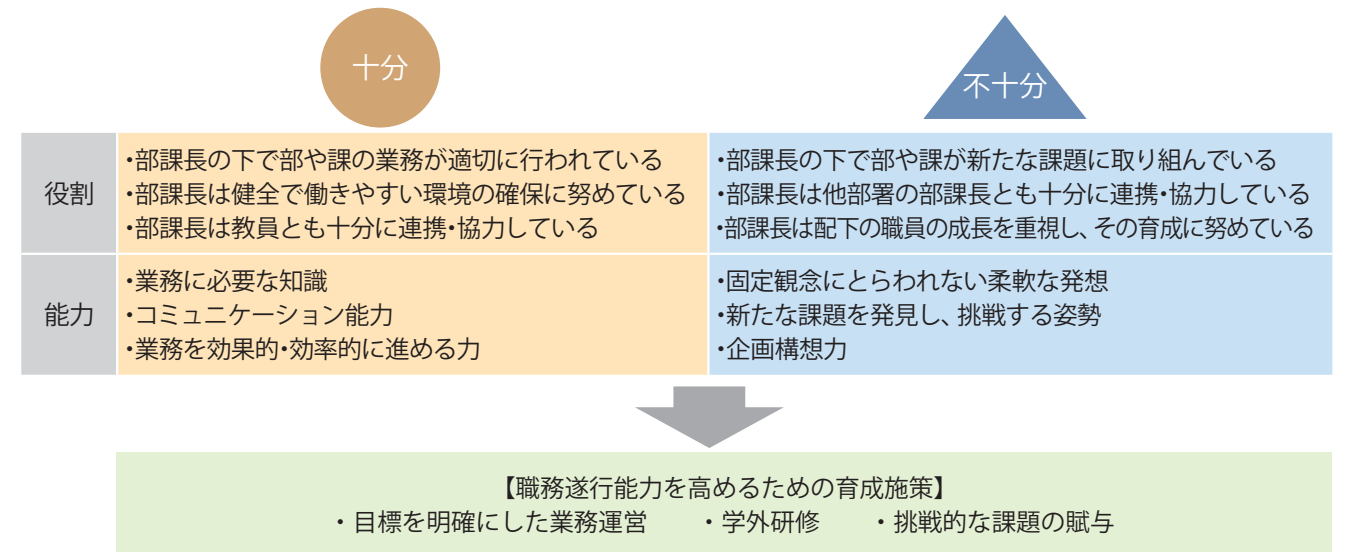 十分
不十分
役割
・部課長の下で部や課の業務が適切に行われている
・部課長は健全で働きやすい環境の確保に努めている
・部課長は教員とも十分に連携・協力している
・部課長の下で部や課が新たな課題に取り組んでいる
・部課長は他部署の部課長とも十分に連携・協力している
・部課長は配下の職員の成長を重視し、その育成に努めている
能力
・業務に必要な知識
・コミュニケーション能力
・業務を効果的・効率的に進める力
・固定観念にとらわれない柔軟な発想
・新たな課題を発見し、挑戦する姿勢
・企画構想力
【職務遂行能力を高めるための育成施策】
・目標を明確にした業務運営　・学外研修　・挑戦的な課題の賦与